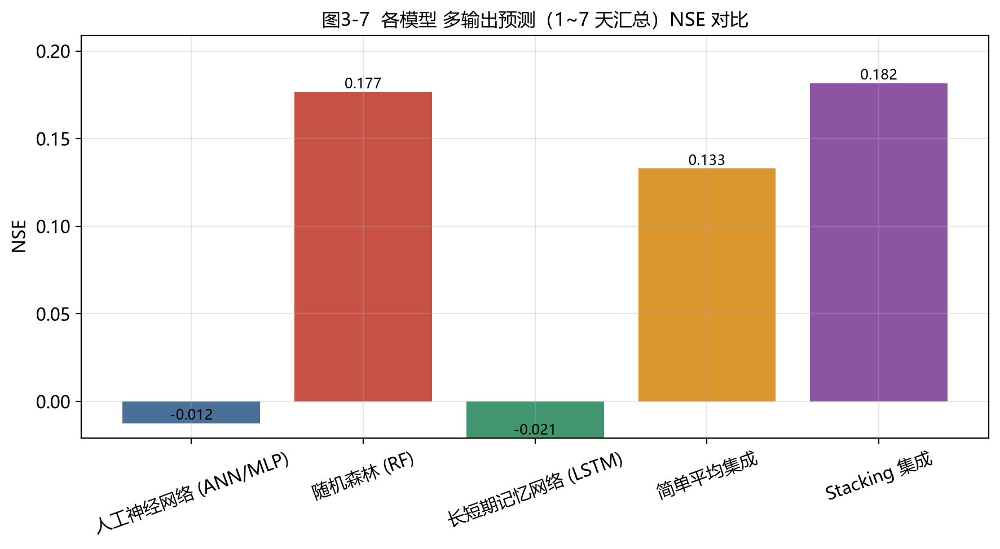 图3-7 各模型 多输出预测（1~7 天汇总）NSE 对比
NSE
0.20
0.15
0.10
0.05
0.00
-0.012
0.177
-0.021
0.133
0.182
人工神经网络 (ANN/MLP)
随机森林 (RF)
长短期记忆网络 (LSTM)
简单平均集成
Stacking 集成